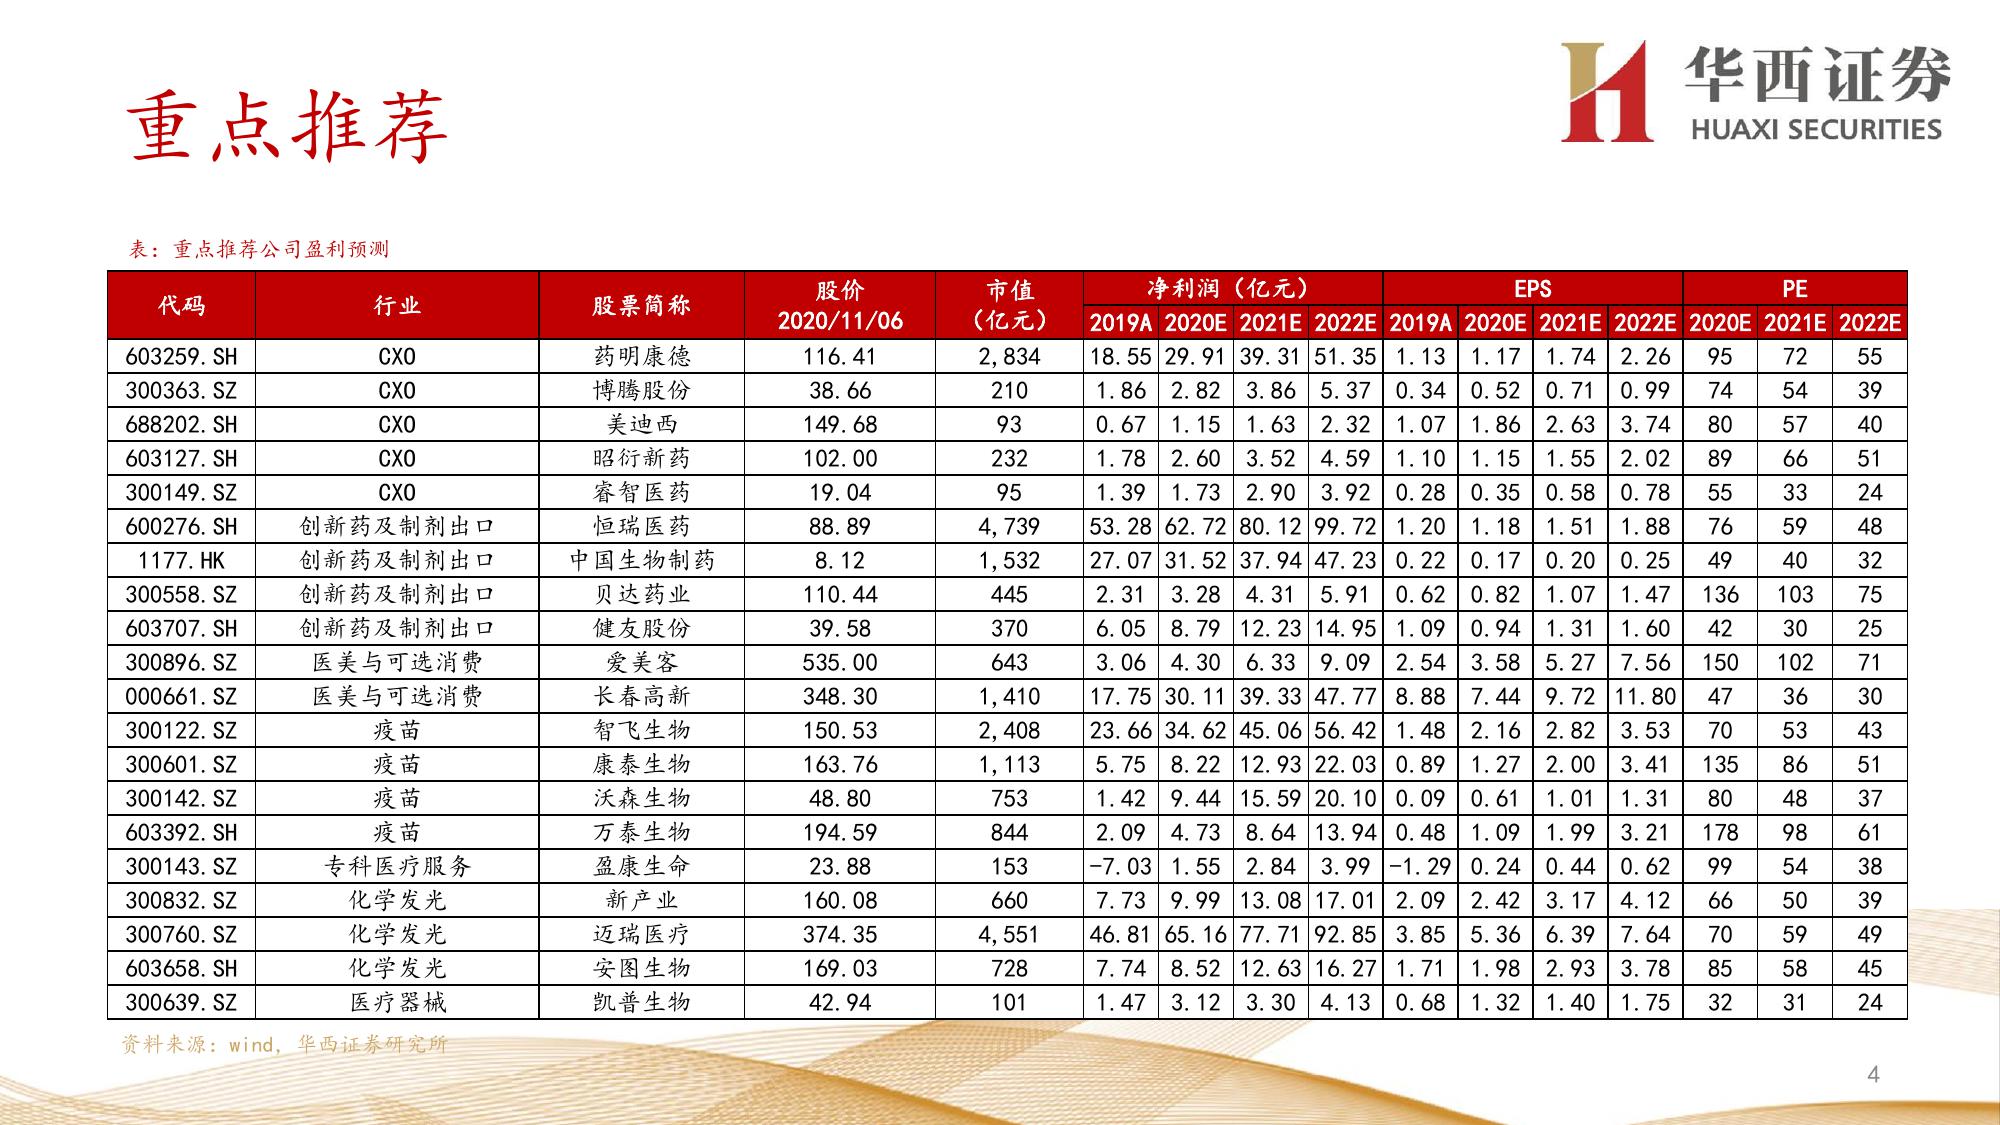 华西证券
HUAXI SECURITIES
重点推荐
表：重点推荐公司盈利预测
代码 行业 股票简称 股价 2020/11/06 市值（亿元） 净利润（亿元） EPS PE
2019A 2020E 2021E 2022E 2019A 2020E 2021E 2022E 2020E 2021E 2022E
603259.SH CXO 药明康德 116.41 2,834 18.55 29.91 39.31 51.35 1.13 1.17 1.74 2.26 95 72 55
300363.SZ CXO 博腾股份 38.66 210 1.86 2.82 3.86 5.37 0.34 0.52 0.71 0.99 74 54 39
688202.SH CXO 美迪西 149.68 93 0.67 1.15 1.63 2.32 1.07 1.86 2.63 3.74 80 57 40
603127.SH CXO 昭衍新药 102.00 232 1.78 2.60 3.52 4.59 1.10 1.15 1.55 2.02 89 66 51
300149.SZ CXO 睿智医药 19.04 95 1.39 1.73 2.90 3.92 0.28 0.35 0.58 0.78 55 33 24
600276.SH 创新药及制剂出口 恒瑞医药 88.89 4,739 53.28 62.72 80.12 99.72 1.20 1.18 1.51 1.88 76 59 48
1177.HK 创新药及制剂出口 中国生物制药 8.12 1,532 27.07 31.52 37.94 47.23 0.22 0.17 0.20 0.25 49 40 32
300558.SZ 创新药及制剂出口 贝达药业 110.44 445 2.31 3.28 4.31 5.91 0.62 0.82 1.07 1.47 136 103 75
603707.SH 创新药及制剂出口 健友股份 39.58 370 6.05 8.79 12.23 14.95 1.09 0.94 1.31 1.60 42 30 25
300896.SZ 医美与可选消费 爱美客 535.00 643 3.06 4.30 6.33 9.09 2.54 3.58 5.27 7.56 150 102 71
000661.SZ 医美与可选消费 长春高新 348.30 1,410 17.75 30.11 39.33 47.77 8.88 7.44 9.72 11.80 47 36 30
300122.SZ 疫苗 智飞生物 150.53 2,408 23.66 34.62 45.06 56.42 1.48 2.16 2.82 3.53 70 53 43
300601.SZ 疫苗 康泰生物 163.76 1,113 5.75 8.22 12.93 22.03 0.89 1.27 2.00 3.41 135 86 51
300142.SZ 疫苗 沃森生物 48.80 753 1.42 9.44 15.59 20.10 0.09 0.61 1.01 1.31 80 48 37
603392.SH 疫苗 万泰生物 194.59 844 2.09 4.73 8.64 13.94 0.48 1.09 1.99 3.21 178 98 61
300143.SZ 专科医疗服务 盈康生命 23.88 153 -7.03 1.55 2.84 3.99 -1.29 0.24 0.44 0.62 99 54 38
300832.SZ 化学发光 新产业 160.08 660 7.73 9.99 13.08 17.01 2.09 2.42 3.17 4.12 66 50 39
300760.SZ 化学发光 迈瑞医疗 374.35 4,551 46.81 65.16 77.71 92.85 3.85 5.36 6.39 7.64 70 59 49
603658.SH 化学发光 安图生物 169.03 728 7.74 8.52 12.63 16.27 1.71 1.98 2.93 3.78 85 58 45
300639.SZ 医疗器械 凯普生物 42.94 101 1.47 3.12 3.30 4.13 0.68 1.32 1.40 1.75 32 31 24
资料来源：wind，华西证券研究所
4